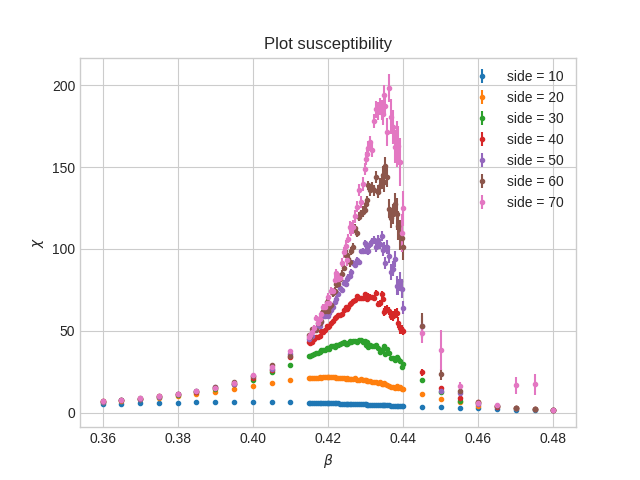 Plot susceptibility
200
150
100
50
0
χ
0.36 0.38 0.40 0.42 0.44 0.46 0.48
β
side = 10
side = 20
side = 30
side = 40
side = 50
side = 60
side = 70